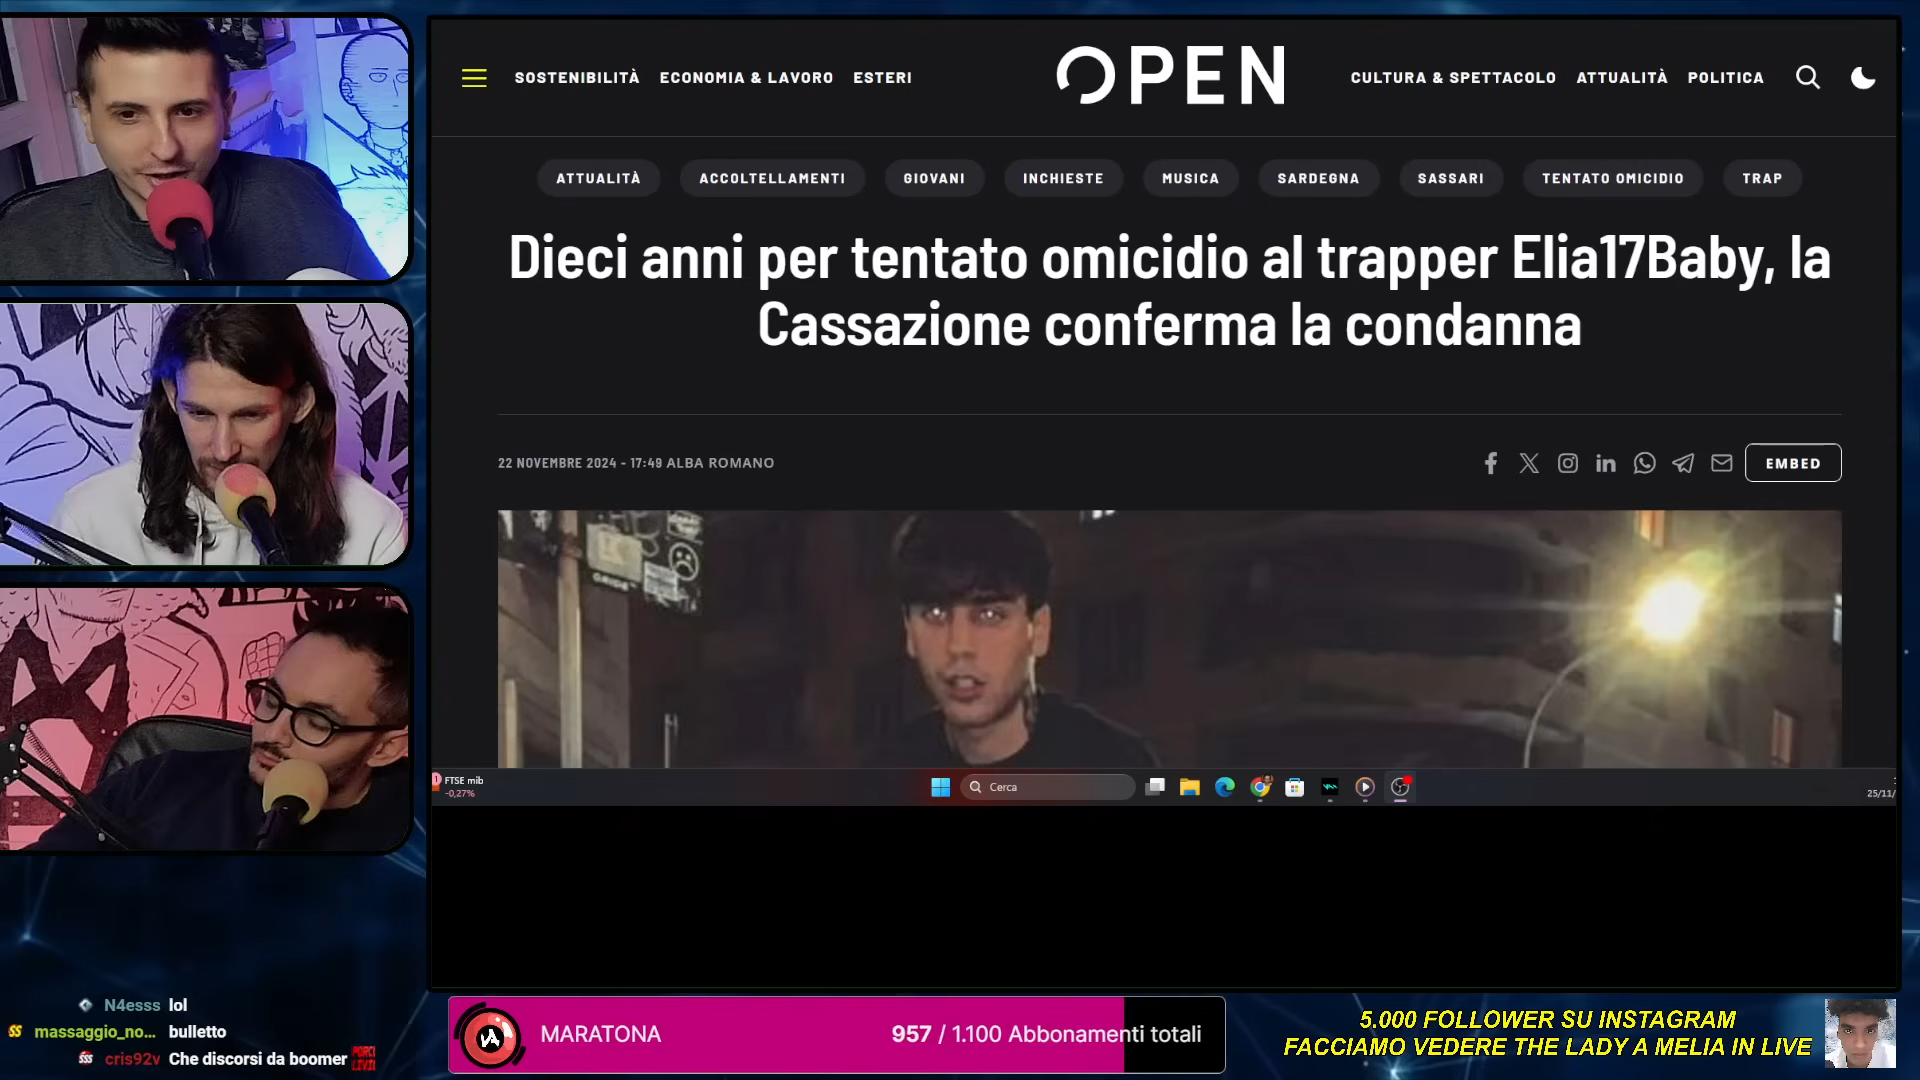 SOSTENIBILITÀ ECONOMIA & LAVORO ESTERI
OPEN
CULTURA & SPETTACOLO ATTUALITÀ POLITICA
ATTUALITÀ ACCOLTELLAMENTI GIOVANI INCHIESTE MUSICA SARDEGNA SASSARI TENTATO OMICIDIO TRAP
Dieci anni per tentato omicidio al trapper Elia17Baby, la
Cassazione conferma la condanna
22 NOVEMBRE 2024 - 17:49 ALBA ROMANO
EMBED
FTSE mib
-0,27%
Cerca
25/11/
N4esss lol
massaggio_no... bulletto
cris92v Che discorsi da boomer
MARATONA
957 / 1.100 Abbonamenti totali
5.000 FOLLOWER SU INSTAGRAM
FACCIAMO VEDERE THE LADY A MELIA IN LIVE